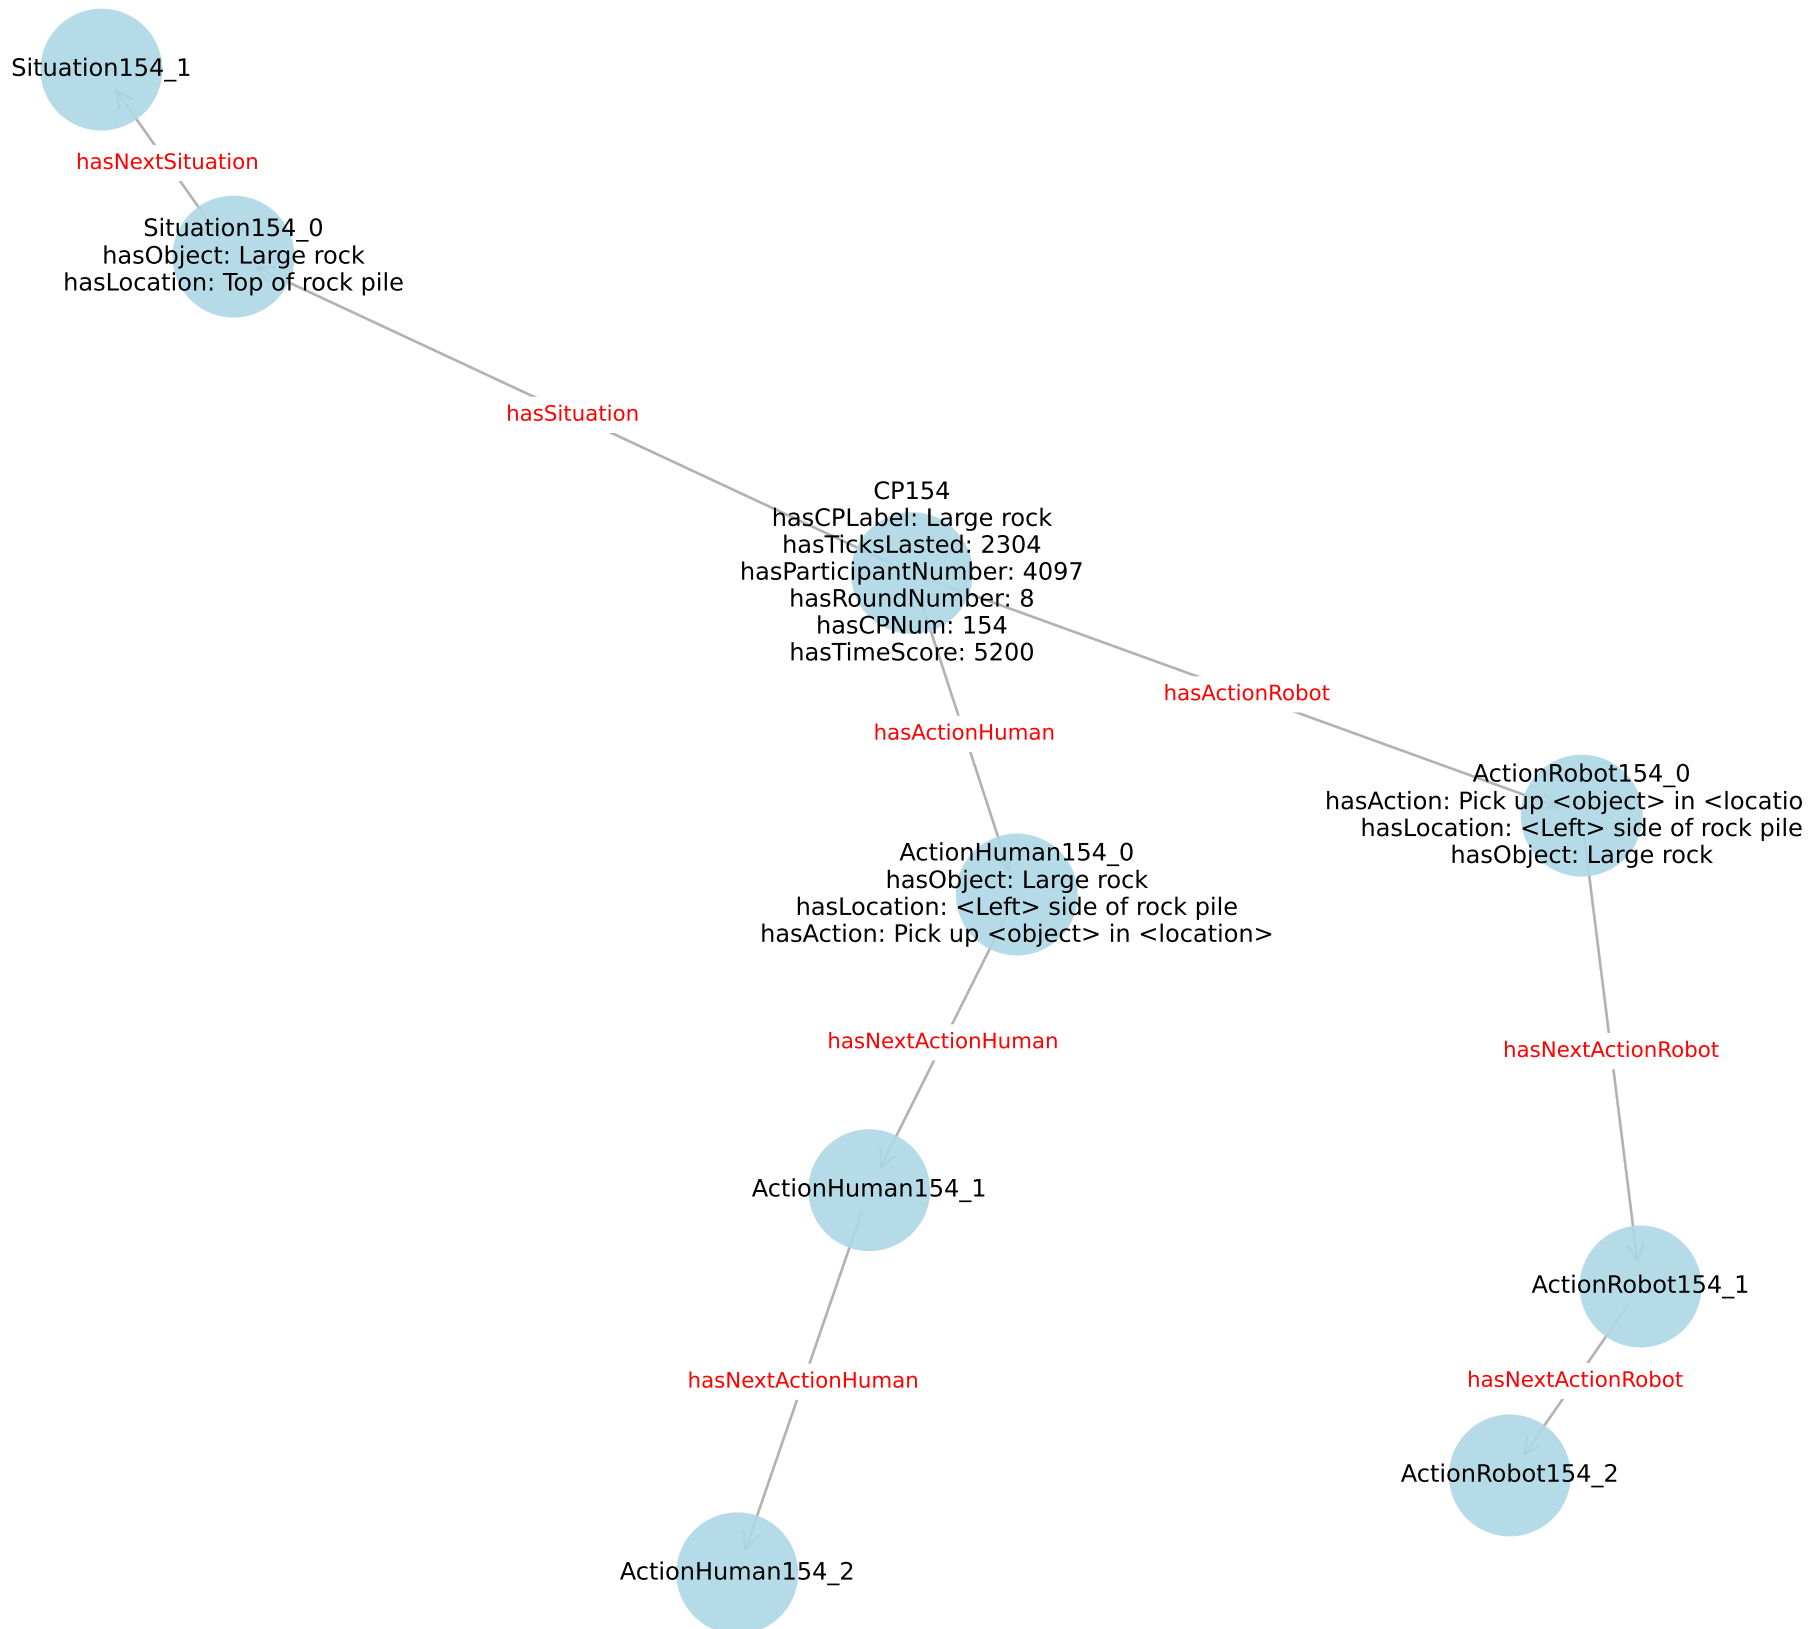 Situation154_1
hasNextSituation
Situation154_0
hasObject: Large rock
hasLocation: Top of rock pile
hasSituation
CP154
hasCPLabel: Large rock
hasTicksLasted: 2304
hasParticipantNumber: 4097
hasRoundNumber: 8
hasCPNum: 154
hasTimeScore: 5200
hasActionRobot
hasActionHuman
ActionRobot154_0
hasAction: Pick up <object> in <locatio
hasLocation: <Left> side of rock pile
hasObject: Large rock
ActionHuman154_0
hasObject: Large rock
hasLocation: <Left> side of rock pile
hasAction: Pick up <object> in <location>
hasNextActionHuman
hasNextActionRobot
ActionHuman154_1
ActionRobot154_1
hasNextActionHuman
hasNextActionRobot
ActionRobot154_2
ActionHuman154_2